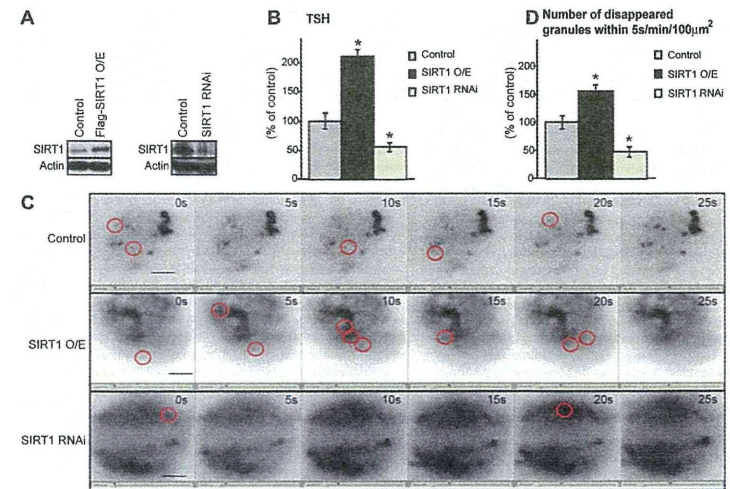 A
Control
Flag-SIRT1 O/E
SIRT1
Actin
Control
SIRT1 RNAi
SIRT1
Actin
B
TSH
(% of control)
200
150
100
50
0
*
*
Control
SIRT1 O/E
SIRT1 RNAi
D
Number of disappeared
granules within 5s/min/100µm²
(% of control)
200
150
100
50
0
*
*
Control
SIRT1 O/E
SIRT1 RNAi
C
Control
0s
5s
10s
15s
20s
25s
SIRT1 O/E
0s
5s
10s
15s
20s
25s
SIRT1 RNAi
0s
5s
10s
15s
20s
25s